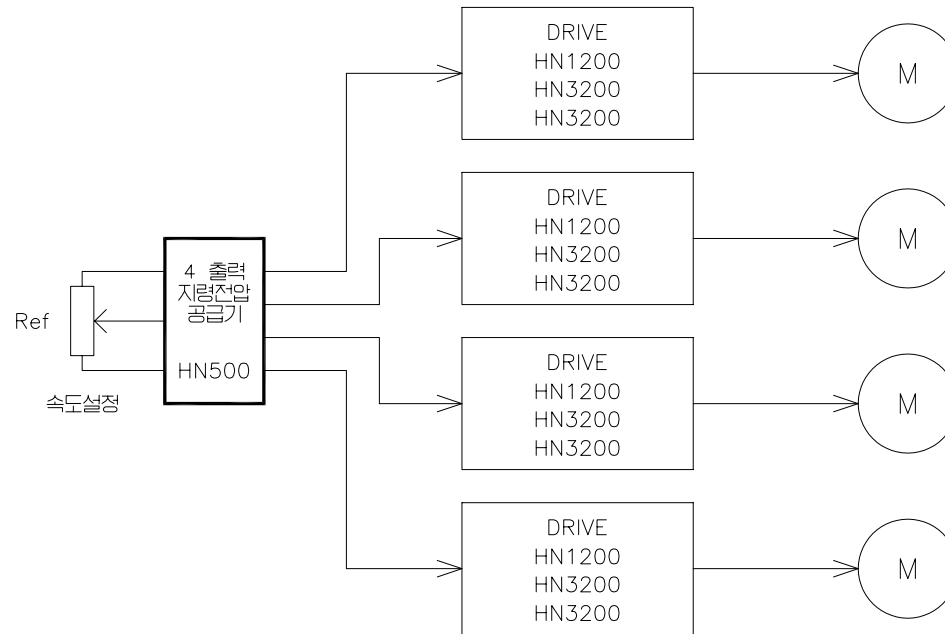 Ref
속도설정
4 출력
지령전압
공급기
HN500
DRIVE
HN1200
HN3200
HN3200
M
DRIVE
HN1200
HN3200
HN3200
M
DRIVE
HN1200
HN3200
HN3200
M
DRIVE
HN1200
HN3200
HN3200
M